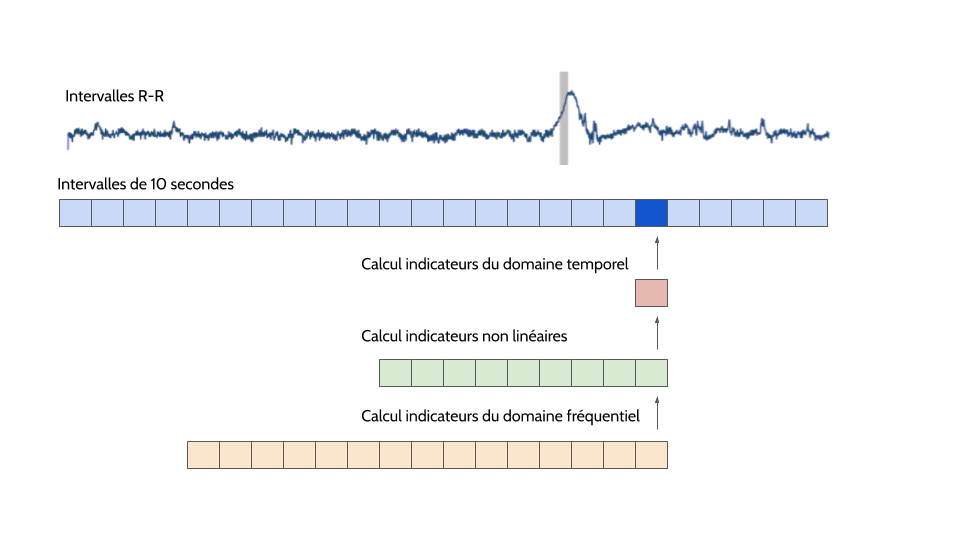 Intervalles R-R
Intervalles de 10 secondes
Calcul indicateurs du domaine temporel
Calcul indicateurs non linéaires
Calcul indicateurs du domaine fréquentiel